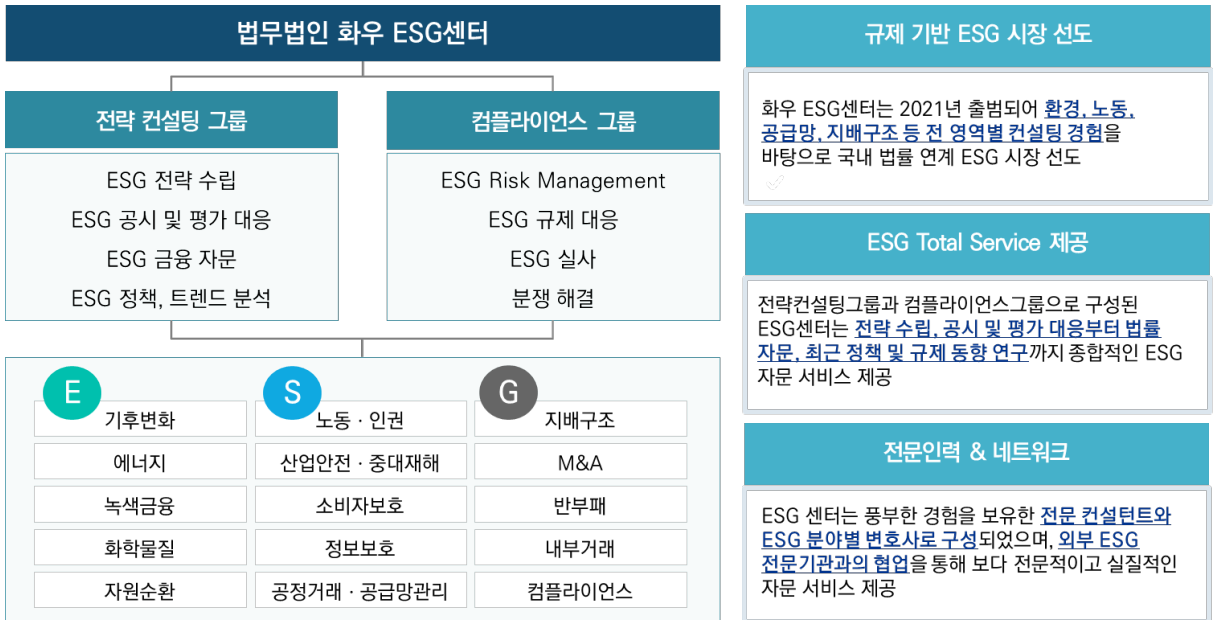 법무법인 화우 ESG센터
전략 컨설팅 그룹
ESG 전략 수립
ESG 공시 및 평가 대응
ESG 금융 자문
ESG 정책, 트렌드 분석
컴플라이언스 그룹
ESG Risk Management
ESG 규제 대응
ESG 실사
분쟁 해결
E
기후변화
에너지
녹색금융
화학물질
자원순환
S
노동 · 인권
산업안전 · 중대재해
소비자보호
정보보호
공정거래 · 공급망관리
G
지배구조
M&A
반부패
내부거래
컴플라이언스
규제 기반 ESG 시장 선도
화우 ESG센터는 2021년 출범되어 환경, 노동,
공급망, 지배구조 등 전 영역별 컨설팅 경험을
바탕으로 국내 법률 연계 ESG 시장 선도
ESG Total Service 제공
전략컨설팅그룹과 컴플라이언스그룹으로 구성된
ESG센터는 전략 수립, 공시 및 평가 대응부터 법률
자문, 최근 정책 및 규제 동향 연구까지 종합적인 ESG
자문 서비스 제공
전문인력 & 네트워크
ESG 센터는 풍부한 경험을 보유한 전문 컨설턴트와
ESG 분야별 변호사로 구성되었으며, 외부 ESG
전문기관과의 협업을 통해 보다 전문적이고 실질적인
자문 서비스 제공